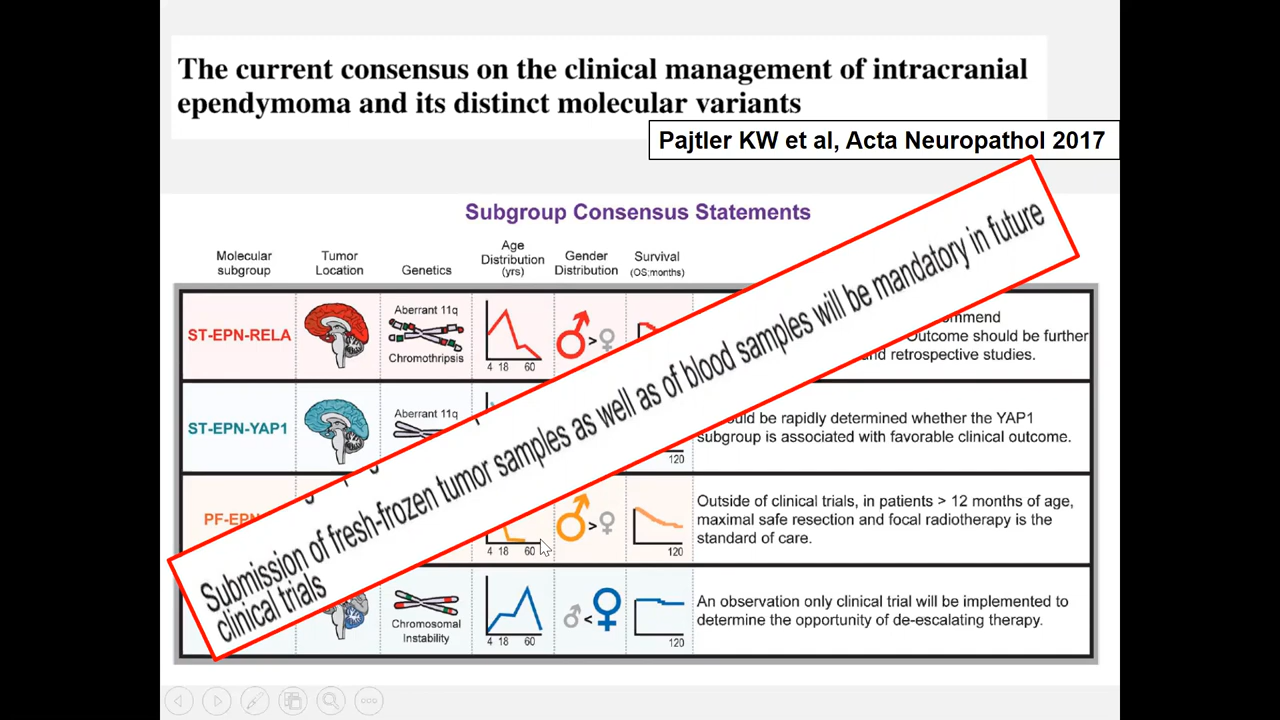 The current consensus on the clinical management of intracranial
ependymoma and its distinct molecular variants
Pajtler KW et al, Acta Neuropathol 2017
Subgroup Consensus Statements
Molecular
subgroup
Tumor
Location
Genetics
Age
Distribution
(yrs)
Gender
Distribution
Survival
(OS;months)
ST-EPN-RELA
Aberrant 11q
Chromothripsis
4 18 60
>
Outcome should be further
retrospective studies.
ST-EPN-YAP1
Aberrant 11q
120
be rapidly determined whether the YAP1
subgroup is associated with favorable clinical outcome.
PF-EPN
4 18 60
>
120
Outside of clinical trials, in patients > 12 months of age,
maximal safe resection and focal radiotherapy is the
standard of care.
Chromosomal
Instability
4 18 60
<
120
An observation only clinical trial will be implemented to
determine the opportunity of de-escalating therapy.
Submission of fresh-frozen tumor samples as well as of blood samples will be mandatory in future
clinical trials